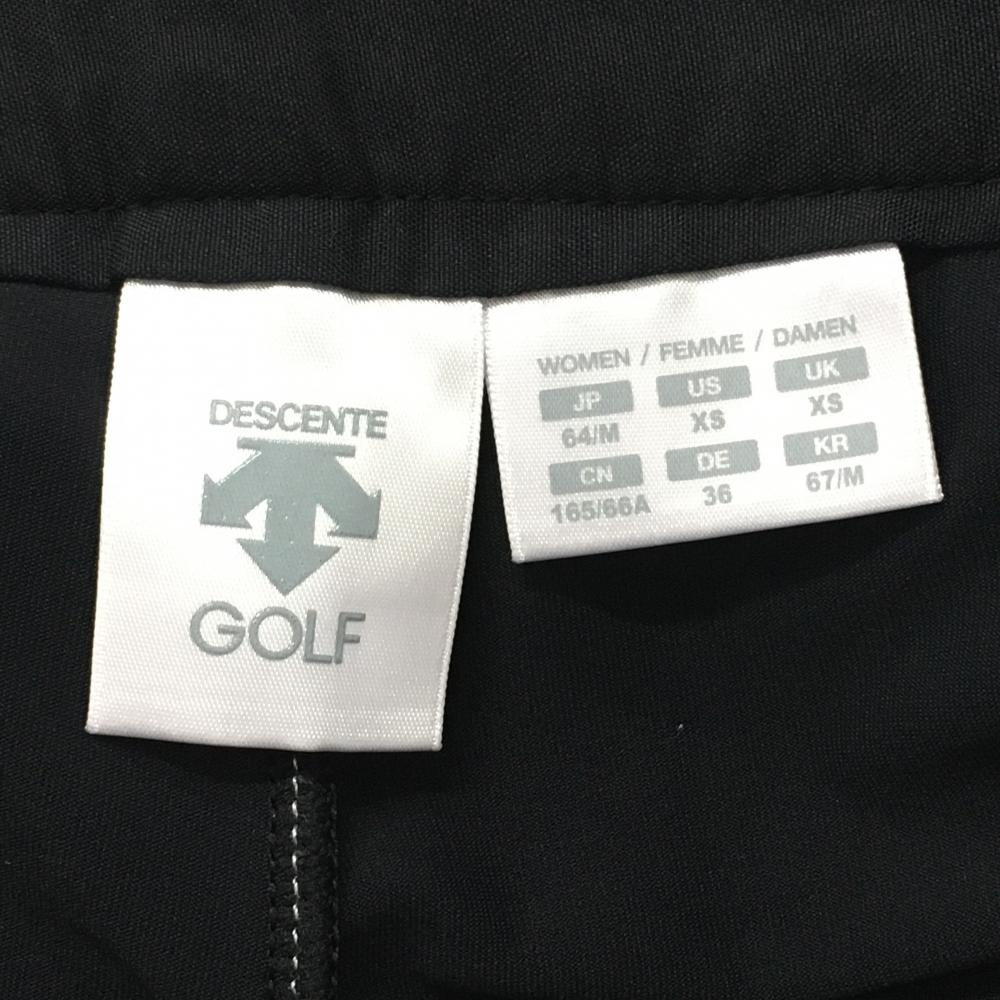 DESCENTE
GOLF
WOMEN / FEMME / DAMEN
JP US UK
64/M XS XS
CN DE KR
165/66A 36 67/M